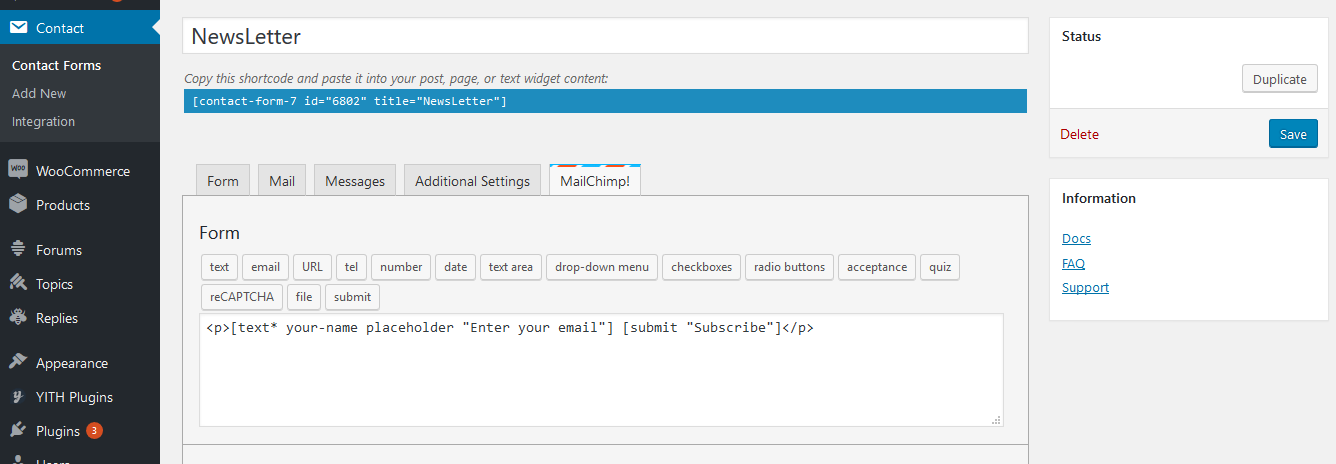 Contact
Contact Forms
Add New
Integration
WOO
WooCommerce
Products
Forums
Topics
Replies
Appearance
YITH Plugins
Plugins 3
Users
NewsLetter
Copy this shortcode and paste it into your post, page, or text widget content:
[contact-form-7 id="6802" title="NewsLetter"]
Form Mail Messages Additional Settings MailChimp!
Form
text email URL tel number date text area drop-down menu checkboxes radio buttons acceptance quiz
reCAPTCHA file submit
<p>[text* your-name placeholder "Enter your email"] [submit "Subscribe"]</p>
Status
Duplicate
Delete Save
Information
Docs
FAQ
Support